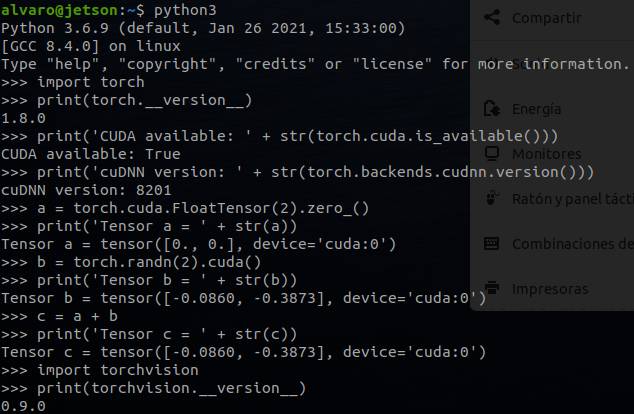 alvaro@jetson:~$ python3
Python 3.6.9 (default, Jan 26 2021, 15:33:00)
[GCC 8.4.0] on linux
Type "help", "copyright", "credits" or "license" for more information.
>>> import torch
>>> print(torch.__version__)
1.8.0
>>> print('CUDA available: ' + str(torch.cuda.is_available()))
CUDA available: True
>>> print('cuDNN version: ' + str(torch.backends.cudnn.version()))
cuDNN version: 8201
>>> a = torch.cuda.FloatTensor(2).zero_()
>>> print('Tensor a = ' + str(a))
Tensor a = tensor([0., 0.], device='cuda:0')
>>> b = torch.randn(2).cuda()
>>> print('Tensor b = ' + str(b))
Tensor b = tensor([-0.0860, -0.3873], device='cuda:0')
>>> c = a + b
>>> print('Tensor c = ' + str(c))
Tensor c = tensor([-0.0860, -0.3873], device='cuda:0')
>>> import torchvision
>>> print(torchvision.__version__)
0.9.0
Compartir
Energía
Monitores
Ratón y panel tácti
Combinaciones de
Impresoras